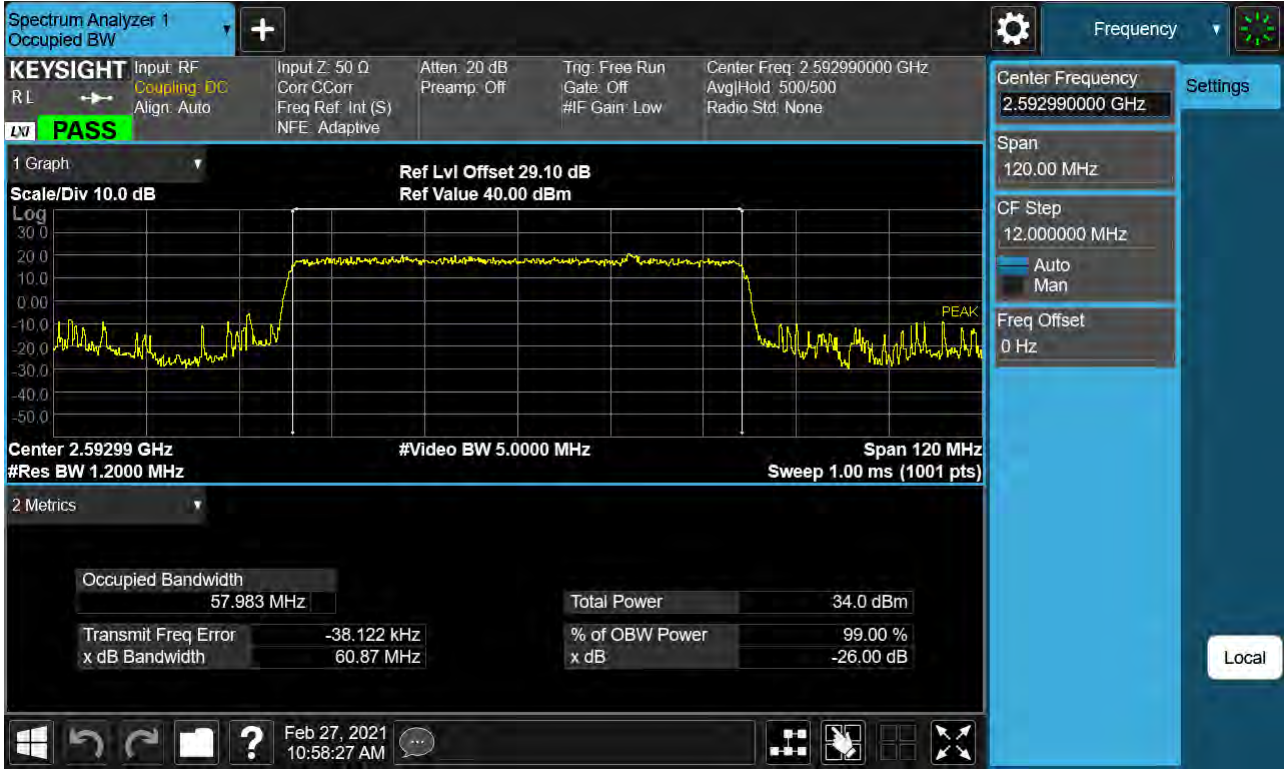 Spectrum Analyzer 1
Occupied BW
+
Frequency
KEYSIGHT
RL
LXI
PASS
Input: RF
Coupling: DC
Align: Auto
Input Z: 50 Ω
Corr CCorr
Freq Ref: Int (S)
NFE: Adaptive
Atten: 20 dB
Preamp: Off
Trig: Free Run
Gate: Off
#IF Gain: Low
Center Freq: 2.592990000 GHz
Avg|Hold: 500/500
Radio Std: None
Center Frequency
2.592990000 GHz
Settings
Span
120.00 MHz
CF Step
12.000000 MHz
Auto
Man
Freq Offset
0 Hz
Local
1 Graph
Scale/Div 10.0 dB
Ref Lvl Offset 29.10 dB
Ref Value 40.00 dBm
Log
30.0
20.0
10.0
0.00
-10.0
-20.0
-30.0
-40.0
-50.0
PEAK
Center 2.59299 GHz
#Video BW 5.0000 MHz
Span 120 MHz
#Res BW 1.2000 MHz
Sweep 1.00 ms (1001 pts)
2 Metrics
Occupied Bandwidth
57.983 MHz
Total Power 34.0 dBm
Transmit Freq Error -38.122 kHz
% of OBW Power 99.00 %
x dB Bandwidth 60.87 MHz
x dB -26.00 dB
?
Feb 27, 2021
10:58:27 AM